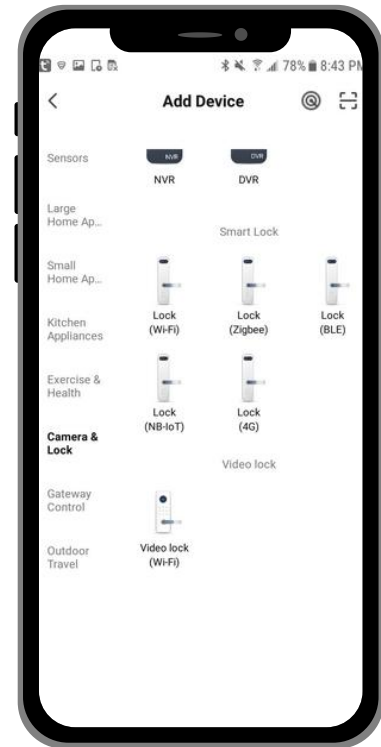 78% 8:43 PM
Add Device
Sensors
NVR
DVR
NVR
DVR
Large
Home Ap...
Smart Lock
Small
Home Ap...
Lock
(Wi-Fi)
Lock
(Zigbee)
Lock
(BLE)
Kitchen
Appliances
Exercise &
Health
Lock
(NB-IoT)
Lock
(4G)
Camera &
Lock
Video lock
Gateway
Control
Video lock
(Wi-Fi)
Outdoor
Travel